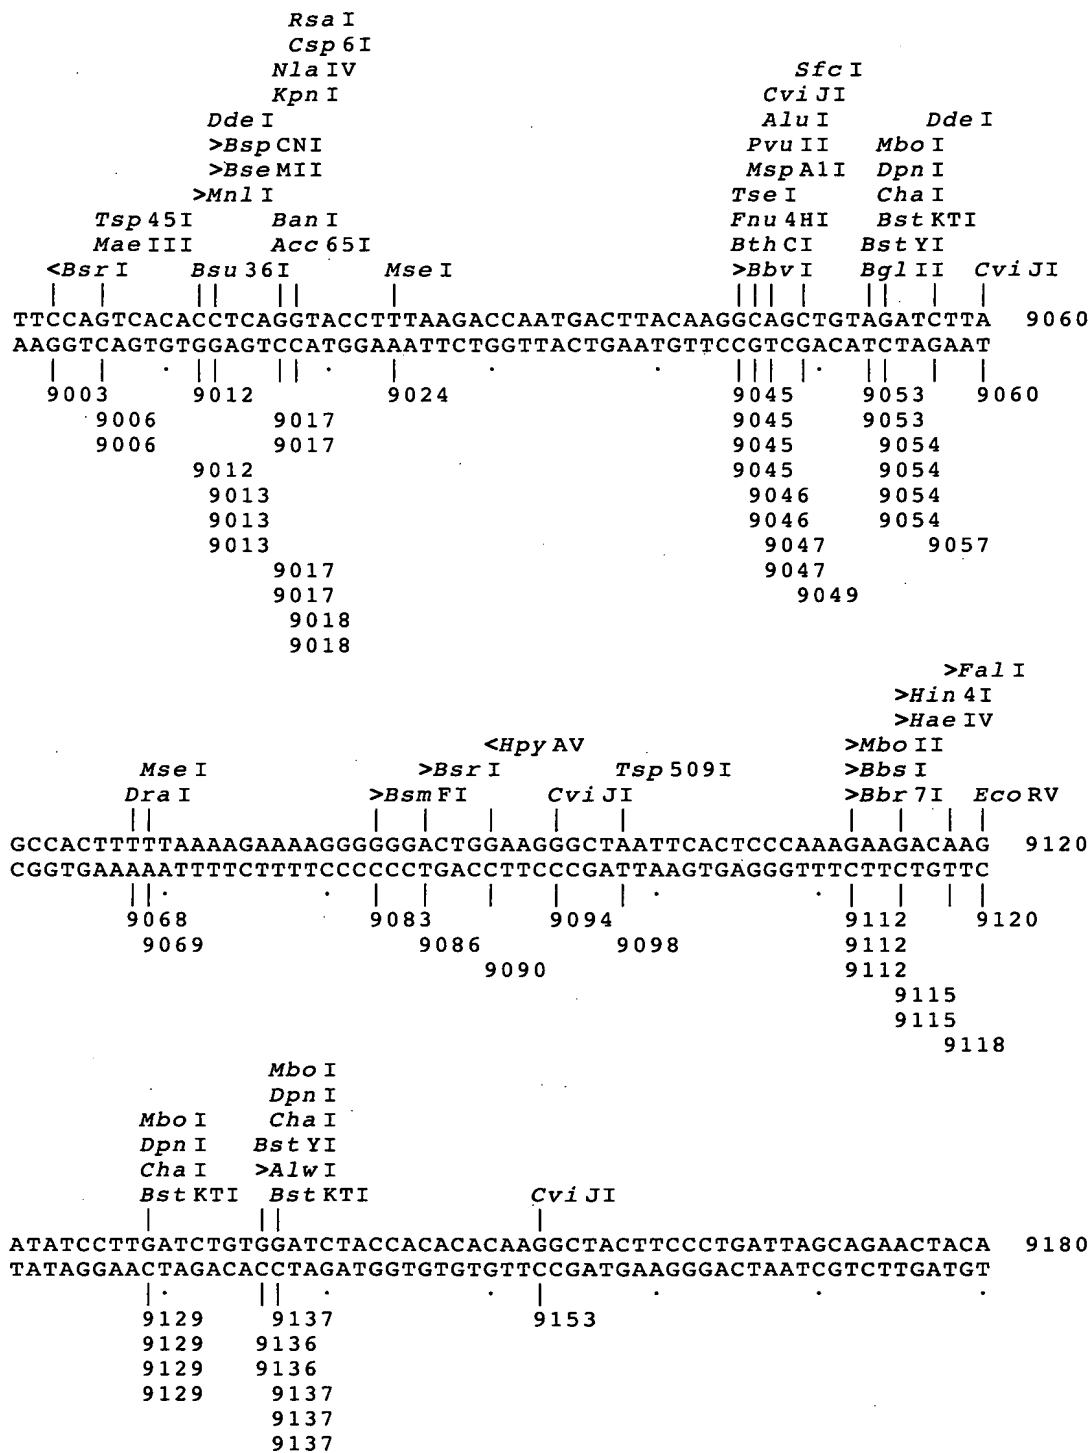 Rsa I
Csp 6I
Nla IV Sfc I
Kpn I Cvi JI
Dde I Alu I Dde I
>Bsp CNI Pvu II Mbo I
>Bse MII Msp A1I Dpn I
>Mnl I Tse I Cha I
Tsp 45I Ban I Fnu 4HI Bst KTI
Mae III Acc 65I Bth CI Bst YI
<Bsr I Bsu 36I Mse I >Bbv I Bgl II Cvi JI
TTCCAGTCACACCTCAGGTACCTTTAAGACCAATGACTTACAAGGCAGCTGTAGATCTTA 9060
AAGGTCAGTGTGGAGTCCATGGAAATTCTGGTTACTGAATGTTCCGTCGACATCTAGAAT
9003 9012 9024 9045 9053 9060
9006 9017 9045 9053
9006 9017 9045 9054
9012 9045 9054
9013 9046 9054
9013 9046 9054
9013 9047 9057
9017 9047
9017 9049
9018
9018
>Fal I
>Hin 4I
>Hae IV
<Hpy AV >Mbo II
Mse I >Bsr I Tsp 509I >Bbs I
Dra I >Bsm FI Cvi JI >Bbr 7I Eco RV
GCCACTTTTTAAAAGAAAAGGGGGGACTGGAAGGGCTAATTCACTCCCAAAGAAGACAAG 9120
CGGTGAAAAATTTTCTTTTCCCCCCTGACCTTCCCGATTAAGTGAGGGTTTCTTCTGTTC
9068 9083 9094 9112 9120
9069 9086 9098 9112
9090 9112
9115
9115
9118
Mbo I
Dpn I
Mbo I Cha I
Dpn I Bst YI
Cha I >Alw I
Bst KTI Bst KTI Cvi JI
ATATCCTTGATCTGTGGATCTACCACACACAAGGCTACTTCCCTGATTAGCAGAACTACA 9180
TATAGGAACTAGACACCTAGATGGTGTGTGTTCCGATGAAGGGACTAATCGTCTTGATGT
9129 9137 9153
9129 9136
9129 9136
9129 9137
9137
9137